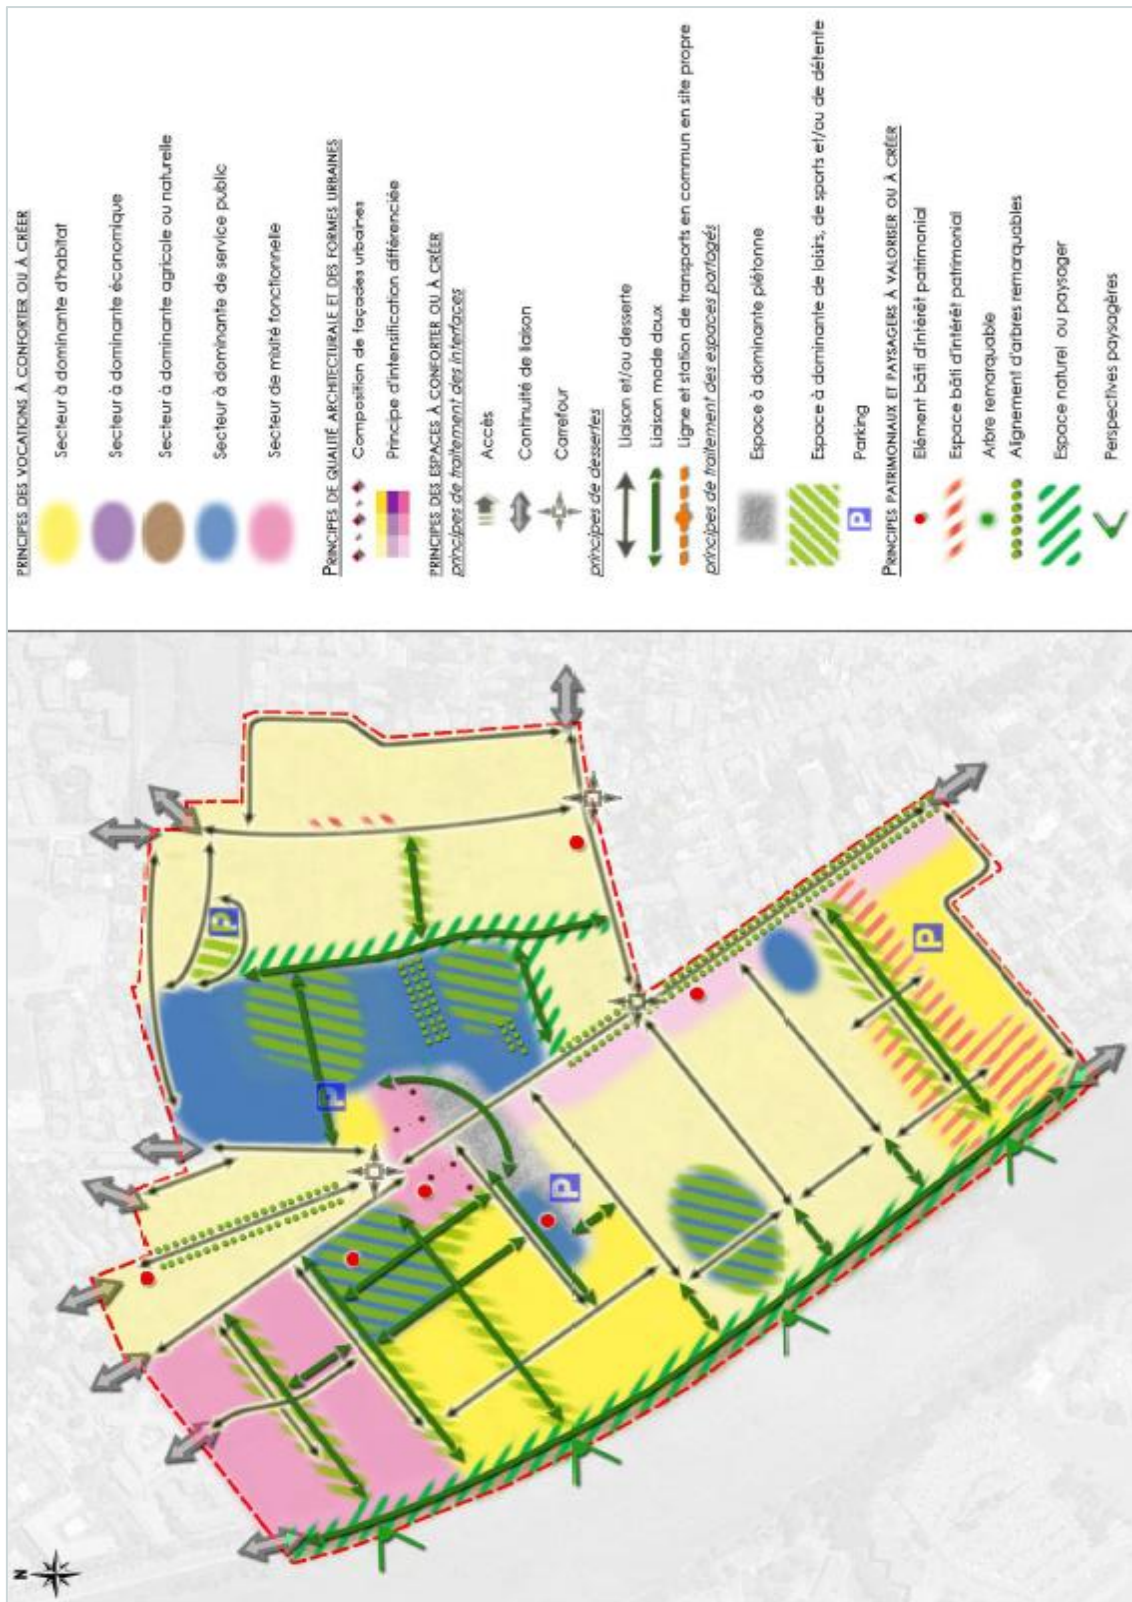 PRINCIPES DES VOCATIONS À CONFORTER OU À CRÉER
Secteur à dominante d'habitat
Secteur à dominante économique
Secteur à dominante agricole ou naturelle
Secteur à dominante de service public
Secteur de mixité fonctionnelle
PRINCIPES DE QUALITÉ ARCHITECTURALE ET DES FORMES URBAINES
Composition de façades urbaines
Principe d'intensification différenciée
PRINCIPES DES ESPACES À CONFORTER OU À CRÉER
principes de traitement des interfaces
Accès
Continuité de liaison
Carrefour
principes de dessertes
Liaison et/ou desserte
Liaison mode doux
Ligne et station de transports en commun en site propre
principes de traitement des espaces partagés
Espace à dominante piétonne
Espace à dominante de loisirs, de sports et/ou de détente
P Parking
PRINCIPES PATRIMONIAUX ET PAYSAGERS À VALORISER OU À CRÉER
Elément bâti d'intérêt patrimonial
Espace bâti d'intérêt patrimonial
Arbre remarquable
Alignement d'arbres remarquables
Espace naturel ou paysager
Perspectives paysagères
N
P
P
P
P